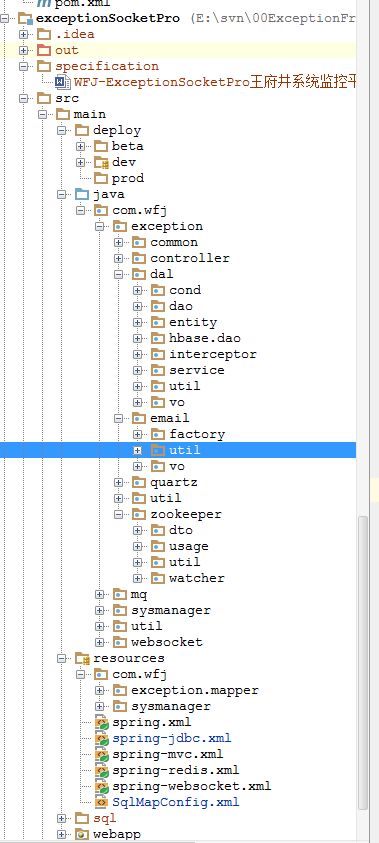 pom.xml
exceptionSocketPro (E:\svn\00ExceptionFr
.idea
out
specification
WFJ-ExceptionSocketPro王府井系统监控平
src
main
deploy
beta
dev
prod
java
com.wfj
exception
common
controller
dal
cond
dao
entity
hbase.dao
interceptor
service
util
vo
email
factory
util
vo
quartz
util
zookeeper
dto
usage
util
watcher
mq
sysmanager
util
websocket
resources
com.wfj
exception.mapper
sysmanager
spring.xml
spring-jdbc.xml
spring-mvc.xml
spring-redis.xml
spring-websocket.xml
SqlMapConfig.xml
sql
webapp